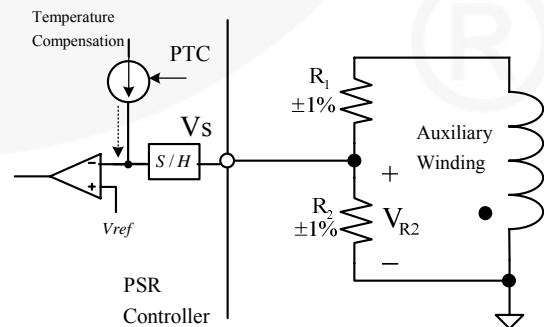 Temperature
Compensation
PTC
Vs
S / H
Vref
PSR
Controller
R1
±1%
R2
±1%
+
VR2
−
Auxiliary
Winding
−
+
®